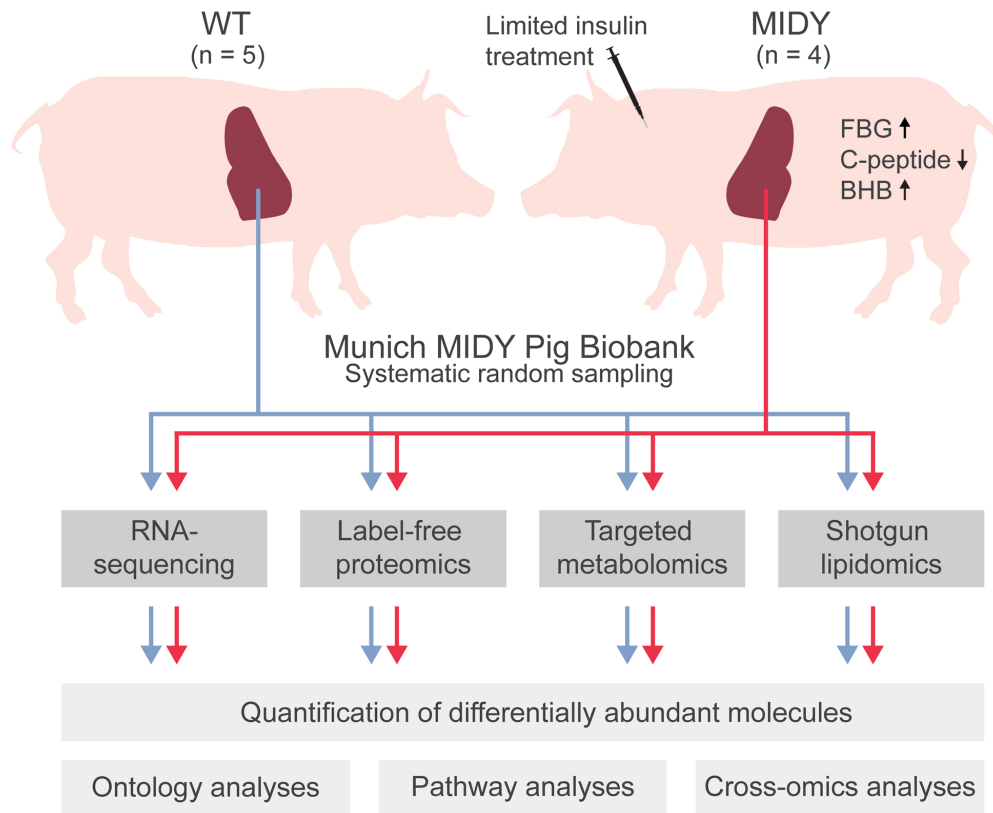 WT
(n = 5)
Limited insulin
treatment
MIDY
(n = 4)
FBG ↑
C-peptide ↓
BHB ↑
Munich MIDY Pig Biobank
Systematic random sampling
RNA-
sequencing
Label-free
proteomics
Targeted
metabolomics
Shotgun
lipidomics
Quantification of differentially abundant molecules
Ontology analyses
Pathway analyses
Cross-omics analyses